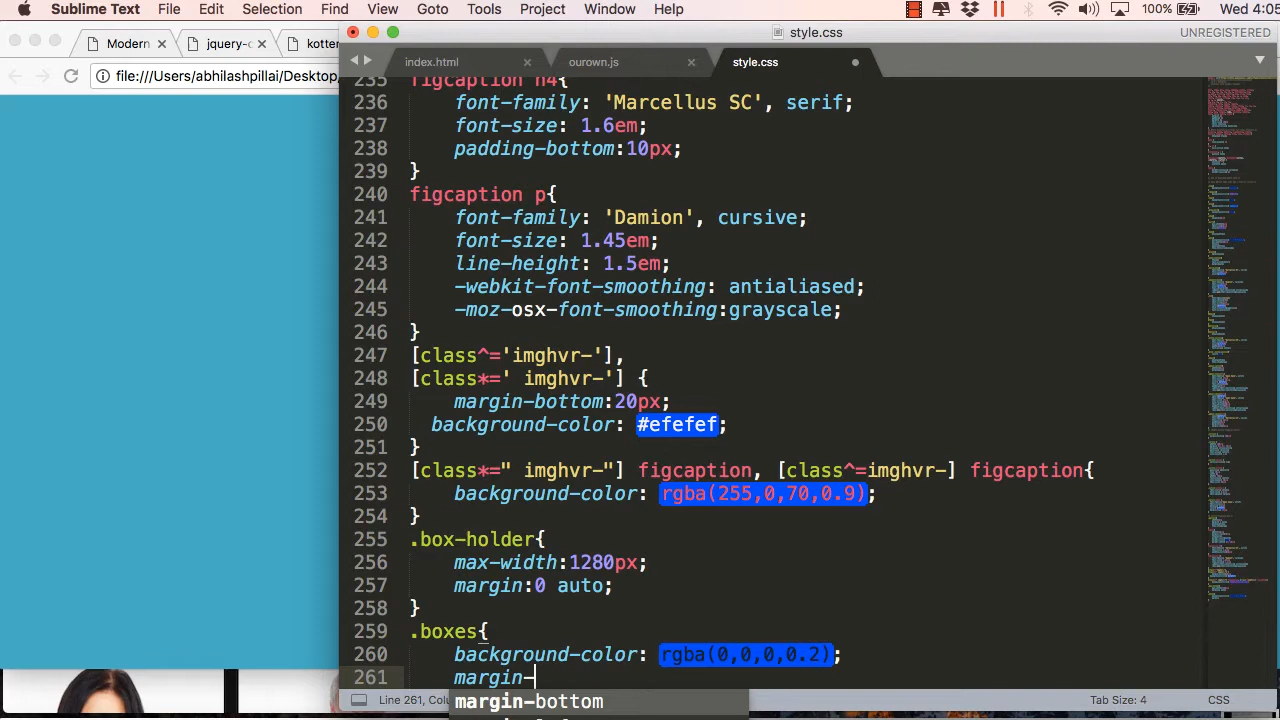 Sublime Text File Edit Selection Find View Goto Tools Project Window Help 100% Wed 4:05
style.css UNREGISTERED
Modern jquery-c kotter
index.html ourown.js style.css
file:///Users/abhilashpillai/Desktop/
235 figcaption h4{
236 font-family: 'Marcellus SC', serif;
237 font-size: 1.6em;
238 padding-bottom:10px;
239 }
240 figcaption p{
241 font-family: 'Damion', cursive;
242 font-size: 1.45em;
243 line-height: 1.5em;
244 -webkit-font-smoothing: antialiased;
245 -moz-osx-font-smoothing:grayscale;
246 }
247 [class^='imghvr-'],
248 [class*=' imghvr-'] {
249 margin-bottom:20px;
250 background-color: #efefef;
251 }
252 [class*=" imghvr-"] figcaption, [class^=imghvr-] figcaption{
253 background-color: rgba(255,0,70,0.9);
254 }
255 .box-holder{
256 max-width:1280px;
257 margin:0 auto;
258 }
259 .boxes{
260 background-color: rgba(0,0,0,0.2);
261 margin-
Line 261, Colu Tab Size: 4 CSS
margin-bottom